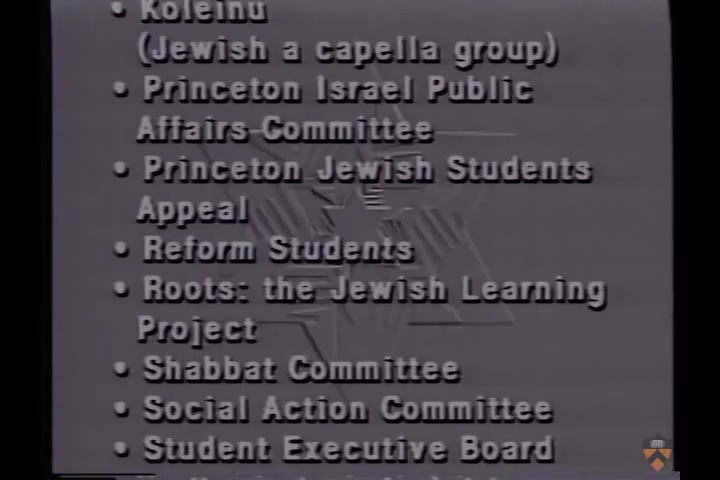 • Koleinu
(Jewish a capella group)
• Princeton Israel Public
Affairs Committee
• Princeton Jewish Students
Appeal
• Reform Students
• Roots: the Jewish Learning
Project
• Shabbat Committee
• Social Action Committee
• Student Executive Board